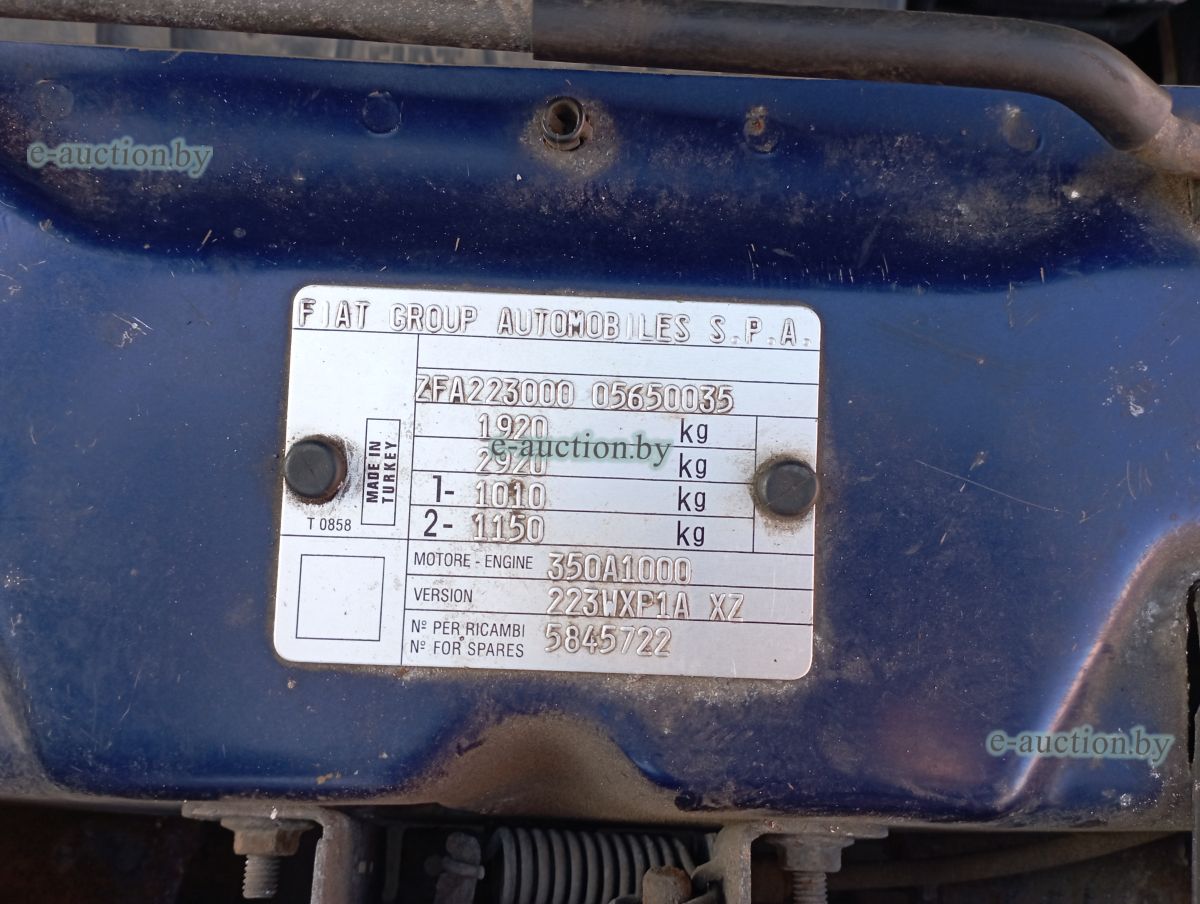 e-auction.by
FIAT GROUP AUTOMOBILES S.P.A.
ZFA223000 05650035
1920 kg
e-auction.by
2920 kg
1- 1010 kg
2- 1150 kg
MADE IN TURKEY
T 0858
MOTORE - ENGINE 350A1000
VERSION 223WXP1A XZ
Nº PER RICAMBI
Nº FOR SPARES 5845722
e-auction.by